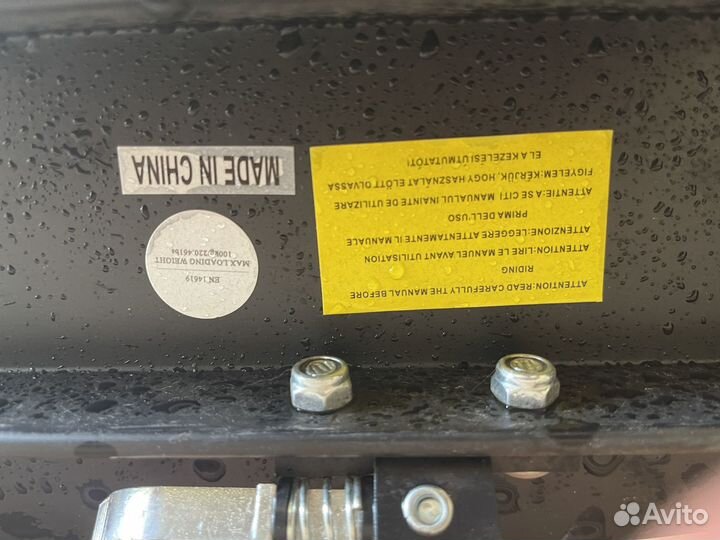 ATTENTION:READ CAREFULLY THE MANUAL BEFORE
RIDING
ATTENTION:LIRE LE MANUEL AVANT UTILISATION
ATTENZIONE:LEGGERE ATTENTAMENTE IL MANUALE
PRIMA DELL'USO
ATTENTIE:A SE CITI MANUALUL INAINTE DE UTILIZARE
FIGYELEM:KÉRJÜK, HOGY HASZNÁLAT ELŐTT OLVASSA
EL A KEZELÉSI ÚTMUTATÓT!
EN 14619
MAX LOADING WEIGHT
100kg/220.461bs
MADE IN CHINA
Avito